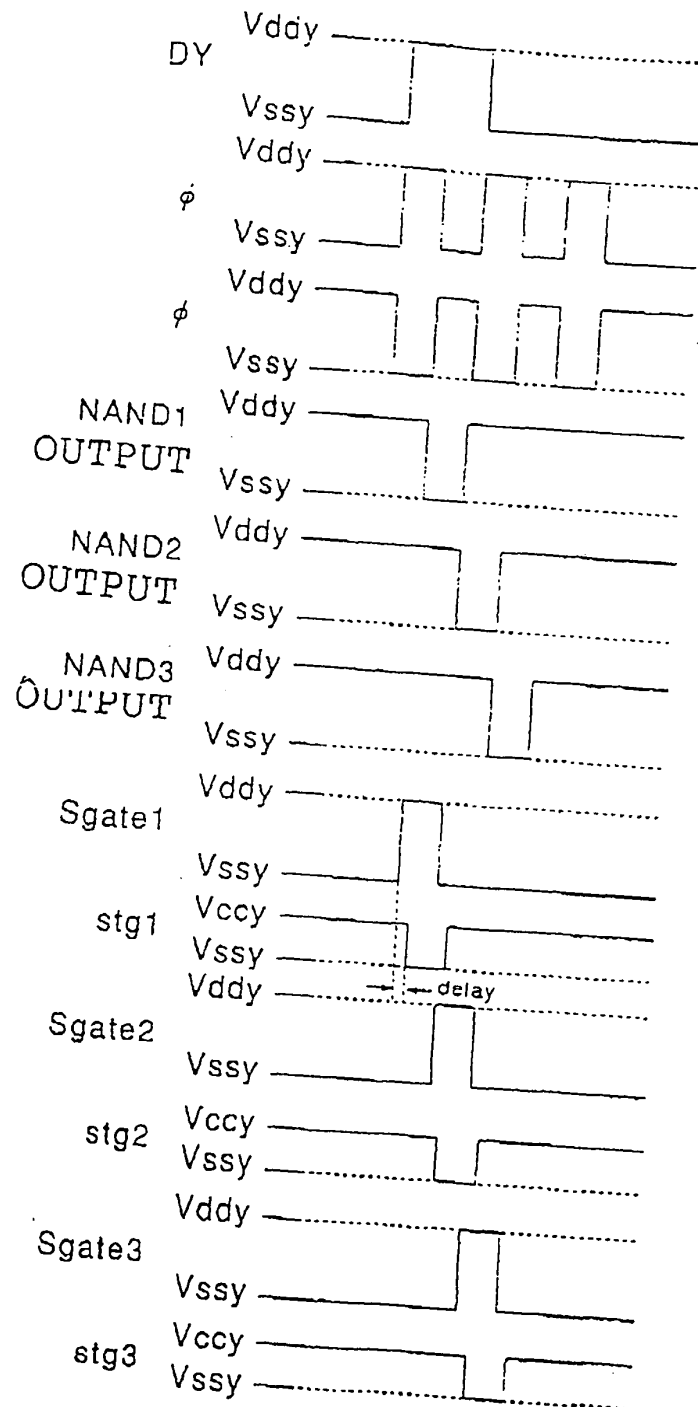 Vddy
DY
Vssy
Vddy
ϕ
Vssy
Vddy
ϕ
Vssy
NAND1 Vddy
OUTPUT
Vssy
NAND2 Vddy
OUTPUT
Vssy
NAND3 Vddy
OUTPUT
Vssy
Vddy
Sgate1
Vssy
Vccy
stg1
Vssy
Vddy
delay
Sgate2
Vssy
Vccy
stg2
Vssy
Vddy
Sgate3
Vssy
Vccy
stg3
Vssy